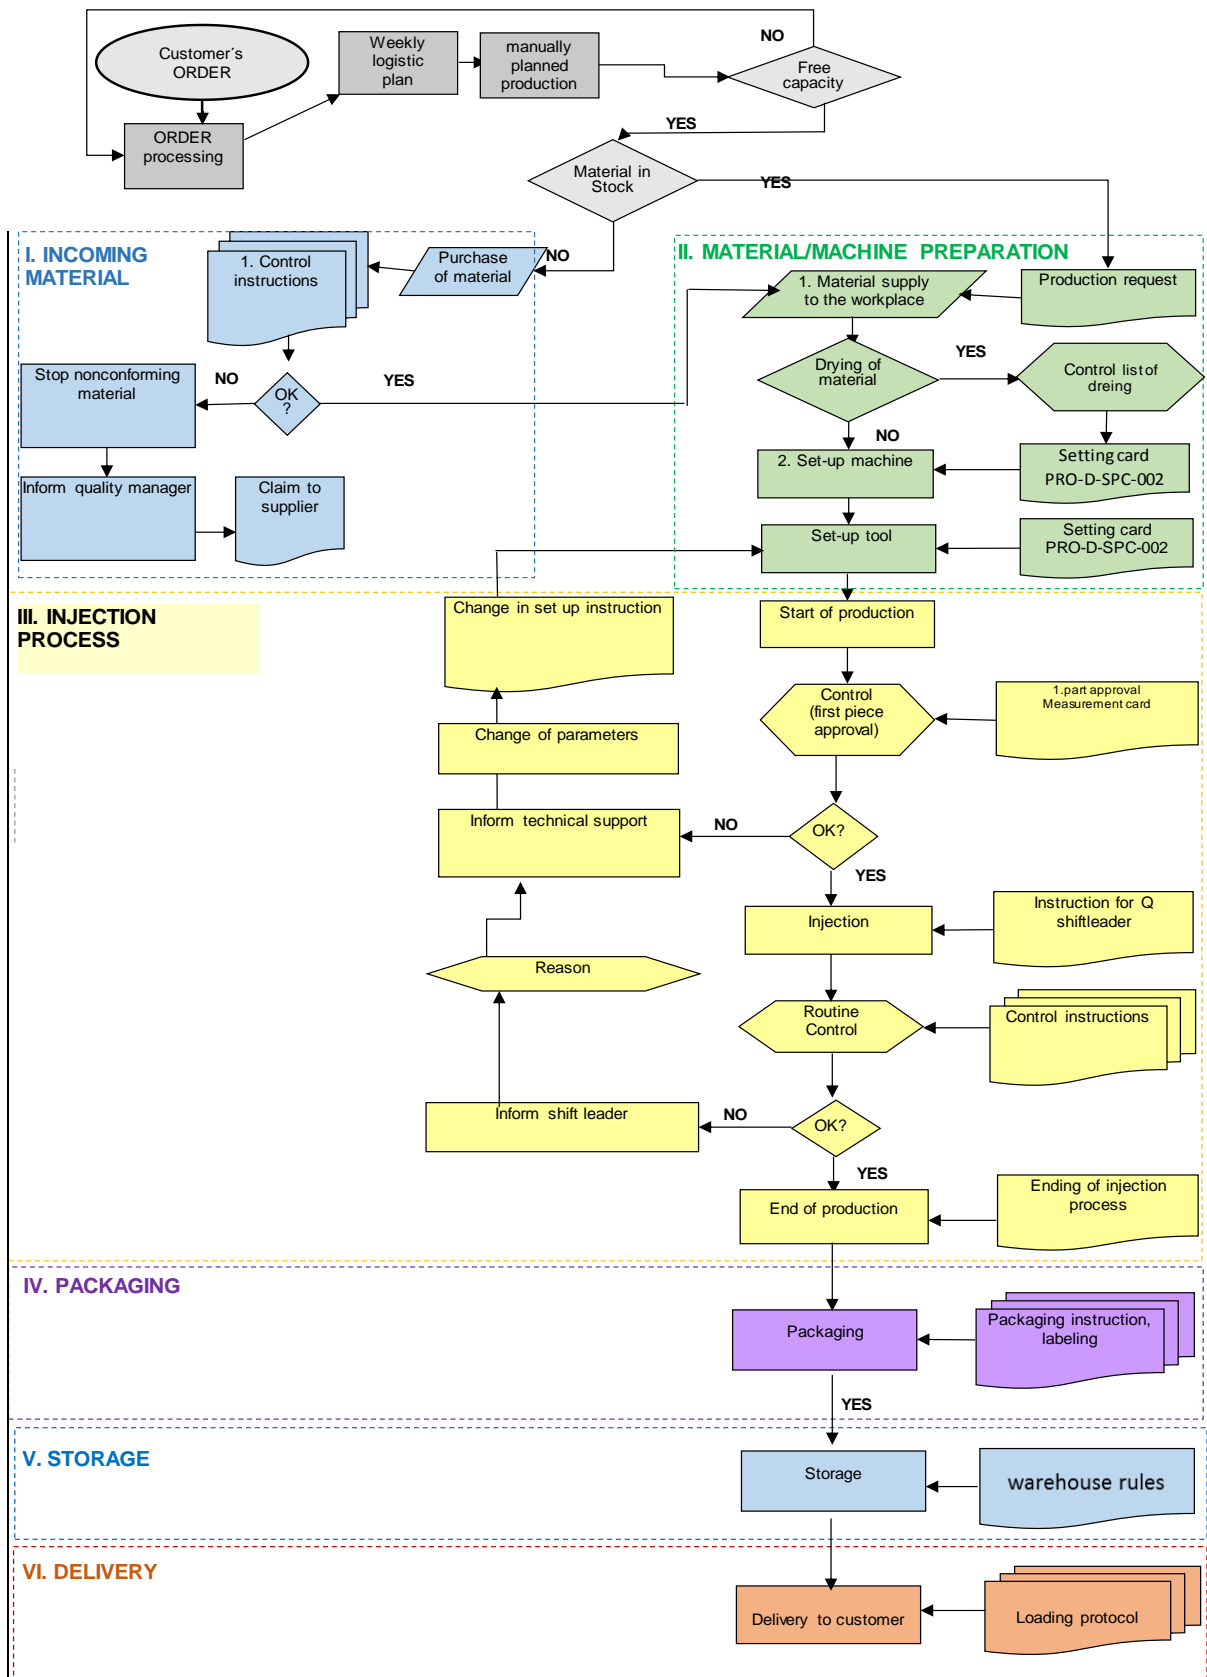 Customer´s
ORDER
Weekly
logistic
plan
manually
planned
production
NO
Free
capacity
ORDER
processing
YES
Material in
Stock
YES
I. INCOMING
MATERIAL
1. Control
instructions
Purchase
of material
NO
II. MATERIAL/MACHINE PREPARATION
1. Material supply
to the workplace
Production request
Stop nonconforming
material
NO
OK
?
YES
Drying of
material
YES
Control list of
dreing
NO
2. Set-up machine
Setting card
PRO-D-SPC-002
Inform quality manager
Claim to
supplier
Set-up tool
Setting card
PRO-D-SPC-002
III. INJECTION
PROCESS
Change in set up instruction
Start of production
Control
(first piece
approval)
1.part approval
Measurement card
Change of parameters
Inform technical support
NO
OK?
YES
Injection
Instruction for Q
shiftleader
Reason
Routine
Control
Control instructions
Inform shift leader
NO
OK?
YES
End of production
Ending of injection
process
IV. PACKAGING
Packaging
Packaging instruction,
labeling
YES
V. STORAGE
Storage
warehouse rules
VI. DELIVERY
Delivery to customer
Loading protocol